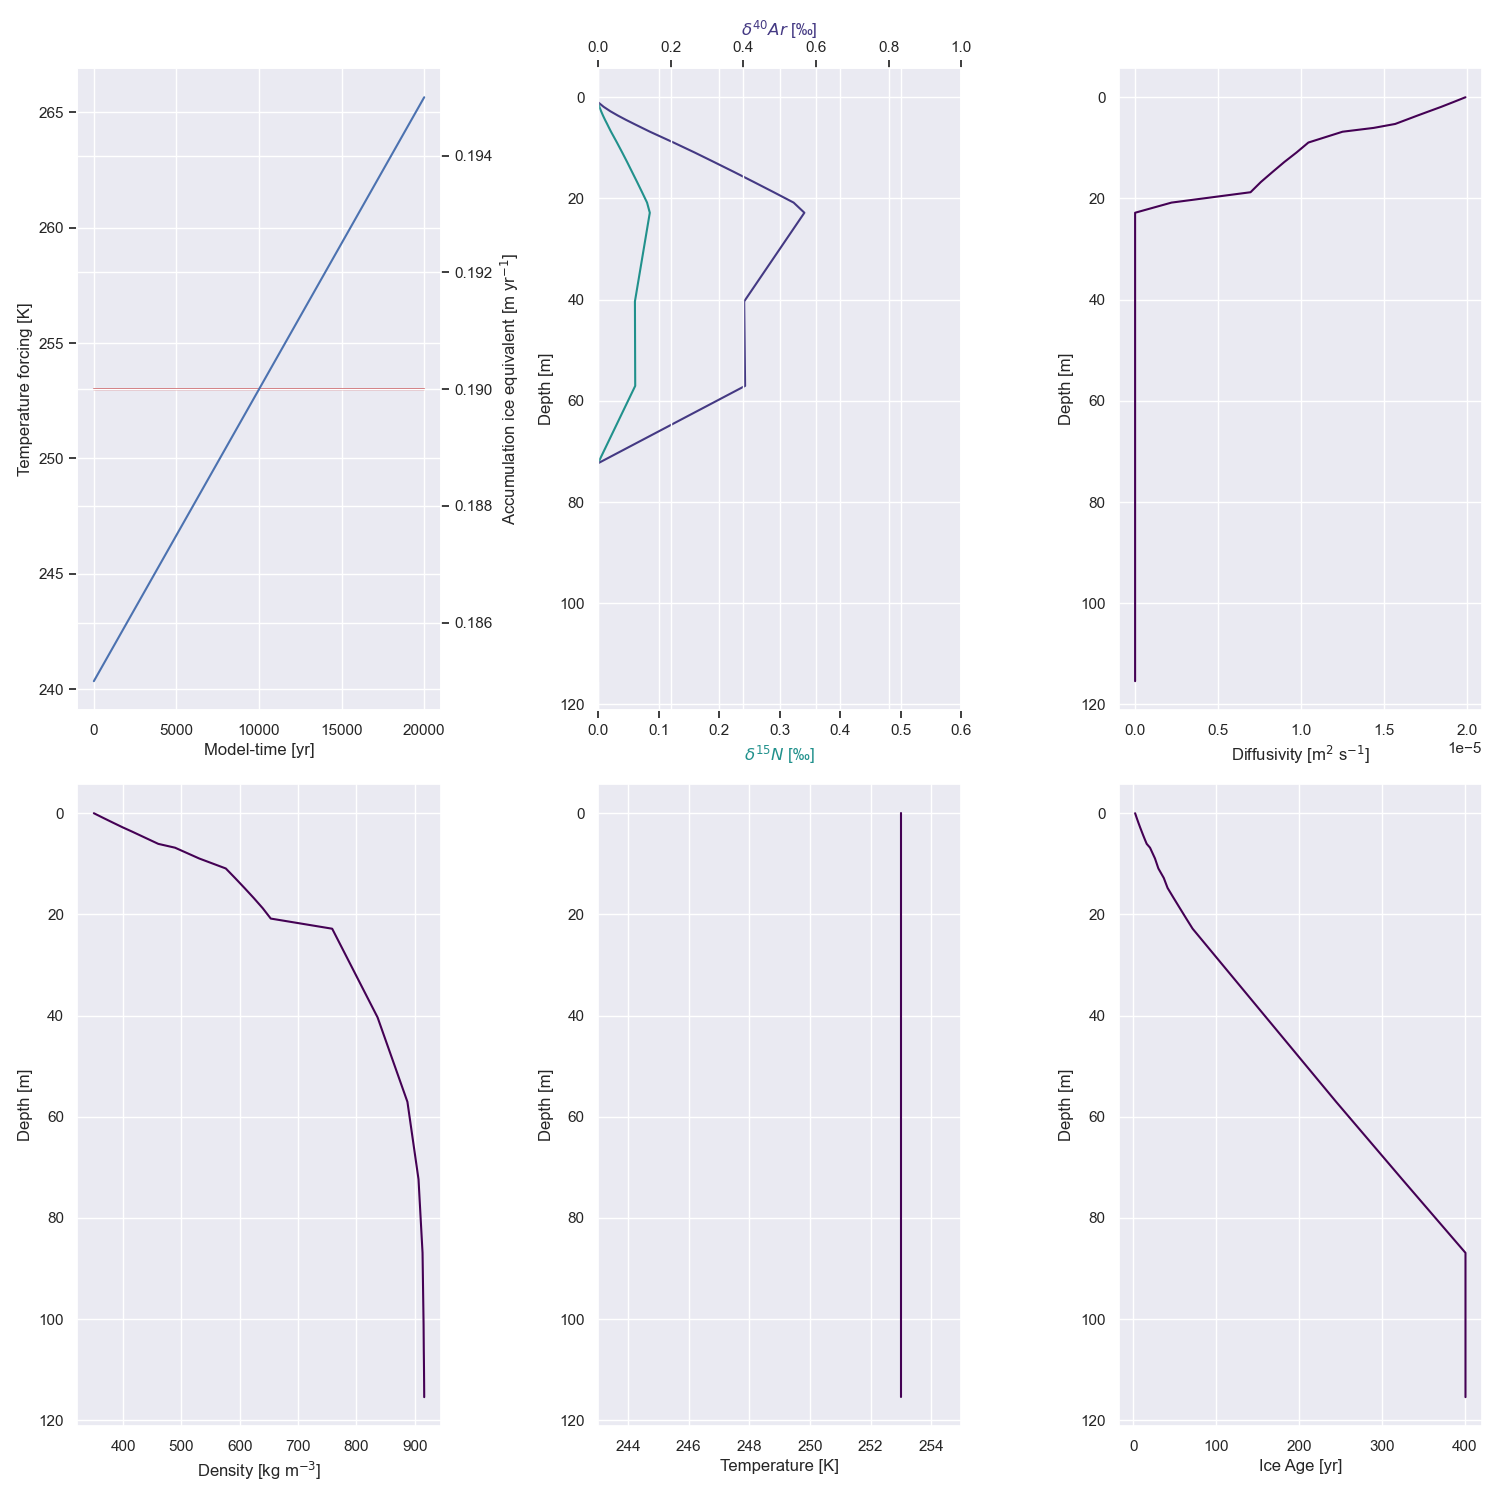 δ⁴⁰Ar [‰]
0.0 0.2 0.4 0.6 0.8 1.0
265
260
255
250
245
240
Temperature forcing [K]
0.194
0.192
0.190
0.188
0.186
Accumulation ice equivalent [m yr⁻¹]
0 5000 10000 15000 20000
Model-time [yr]
0
20
40
60
80
100
120
Depth [m]
0.0 0.1 0.2 0.3 0.4 0.5 0.6
δ¹⁵N [‰]
0
20
40
60
80
100
120
Depth [m]
0.0 0.5 1.0 1.5 2.0
1e−5
Diffusivity [m² s⁻¹]
0
20
40
60
80
100
120
Depth [m]
400 500 600 700 800 900
Density [kg m⁻³]
0
20
40
60
80
100
120
Depth [m]
244 246 248 250 252 254
Temperature [K]
0
20
40
60
80
100
120
Depth [m]
0 100 200 300 400
Ice Age [yr]